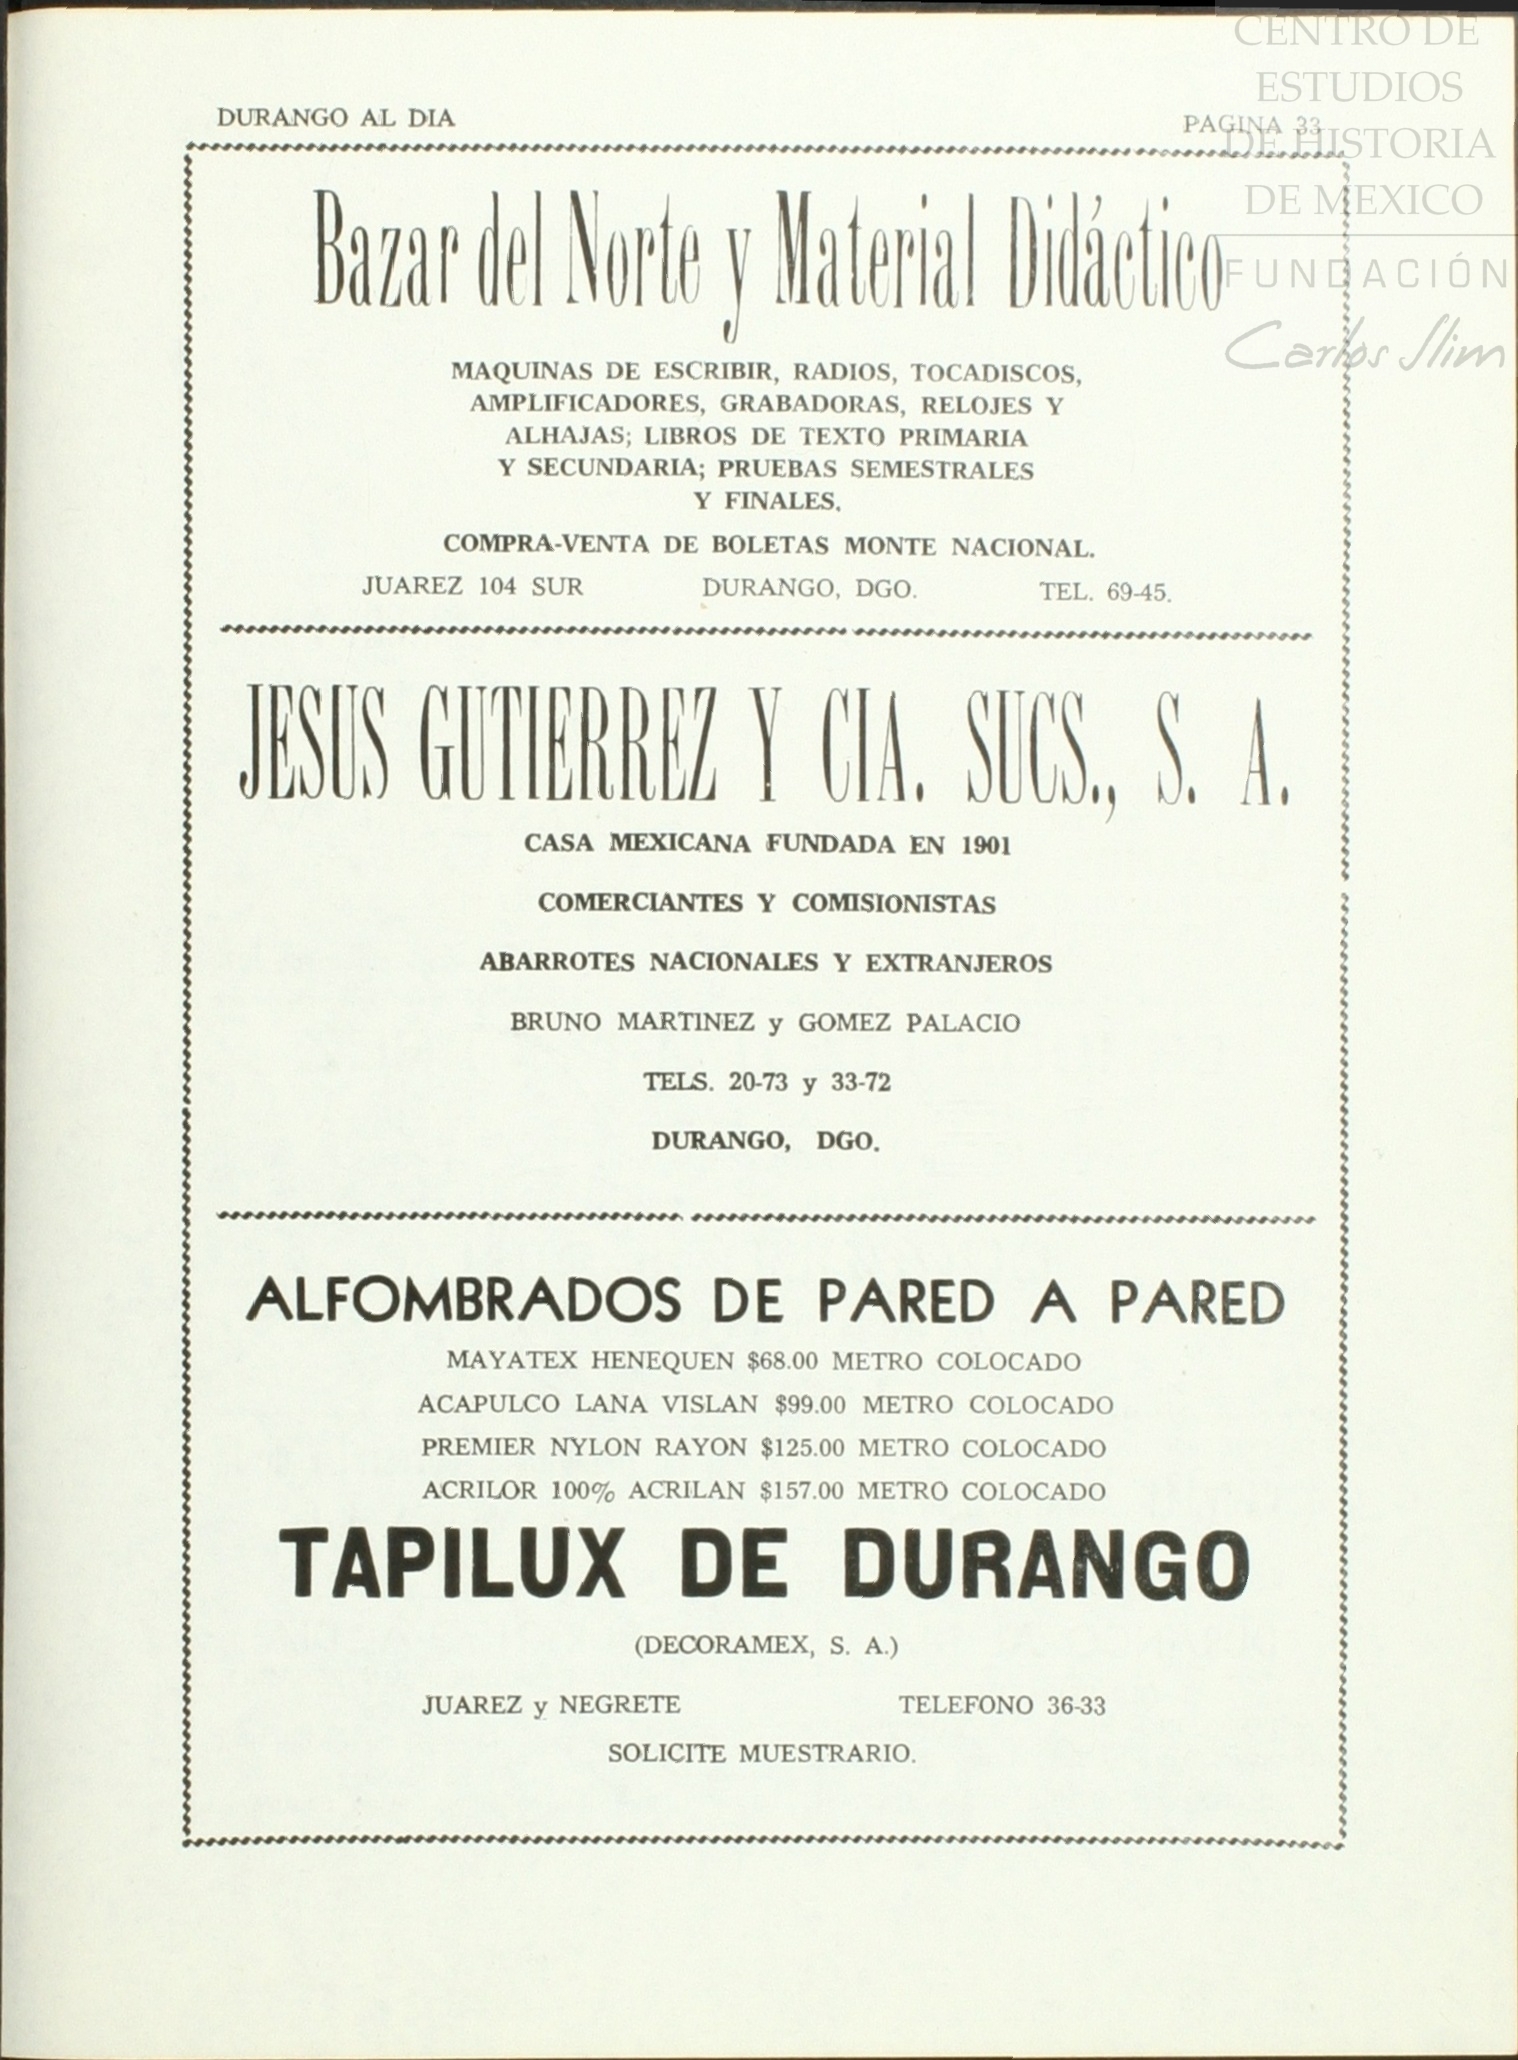 CENTRO DE
ESTUDIOS
DE HISTORIA
DE MEXICO
FUNDACIÓN
Carlos Slim
DURANGO AL DIA PAGINA 33
Bazar del Norte y Material Didáctico
MAQUINAS DE ESCRIBIR, RADIOS, TOCADISCOS,
AMPLIFICADORES, GRABADORAS, RELOJES Y
ALHAJAS; LIBROS DE TEXTO PRIMARIA
Y SECUNDARIA; PRUEBAS SEMESTRALES
Y FINALES.
COMPRA-VENTA DE BOLETAS MONTE NACIONAL.
JUAREZ 104 SUR DURANGO, DGO. TEL. 69-45.
JESUS GUTIERREZ Y CIA. SUCS., S. A.
CASA MEXICANA FUNDADA EN 1901
COMERCIANTES Y COMISIONISTAS
ABARROTES NACIONALES Y EXTRANJEROS
BRUNO MARTINEZ y GOMEZ PALACIO
TELS. 20-73 y 33-72
DURANGO, DGO.
ALFOMBRADOS DE PARED A PARED
MAYATEX HENEQUEN $68.00 METRO COLOCADO
ACAPULCO LANA VISLAN $99.00 METRO COLOCADO
PREMIER NYLON RAYON $125.00 METRO COLOCADO
ACRILOR 100% ACRILAN $157.00 METRO COLOCADO
TAPILUX DE DURANGO
(DECORAMEX, S. A.)
JUAREZ y NEGRETE TELEFONO 36-33
SOLICITE MUESTRARIO.